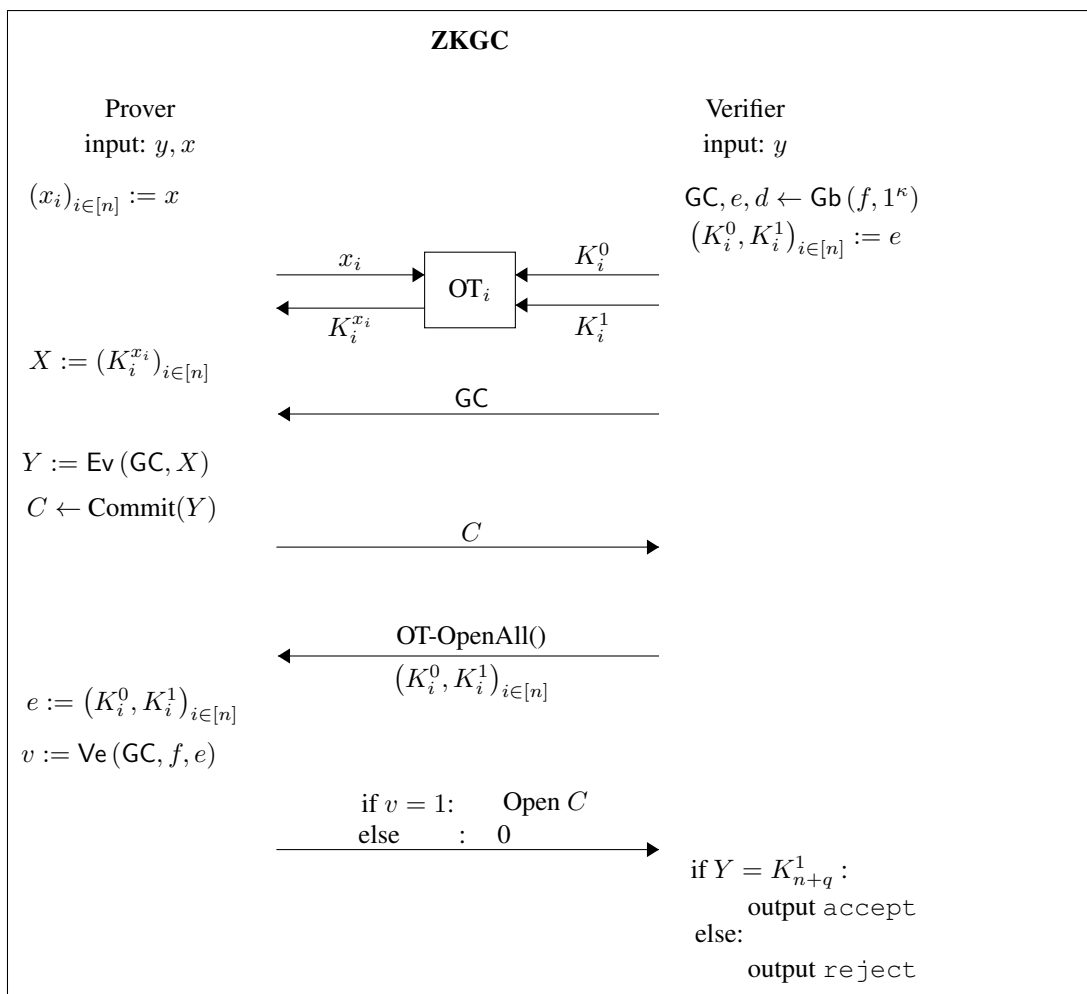 ZKGC
Prover
input: y, x
Verifier
input: y
(x_i)_{i∈[n]} := x
GC, e, d ← Gb (f, 1^κ)
(K_i^0, K_i^1)_{i∈[n]} := e
x_i
K_i^0
OT_i
K_i^{x_i}
K_i^1
X := (K_i^{x_i})_{i∈[n]}
GC
Y := Ev (GC, X)
C ← Commit(Y)
C
OT-OpenAll()
(K_i^0, K_i^1)_{i∈[n]}
e := (K_i^0, K_i^1)_{i∈[n]}
v := Ve (GC, f, e)
if v = 1: Open C
else : 0
if Y = K_{n+q}^1 :
output accept
else:
output reject